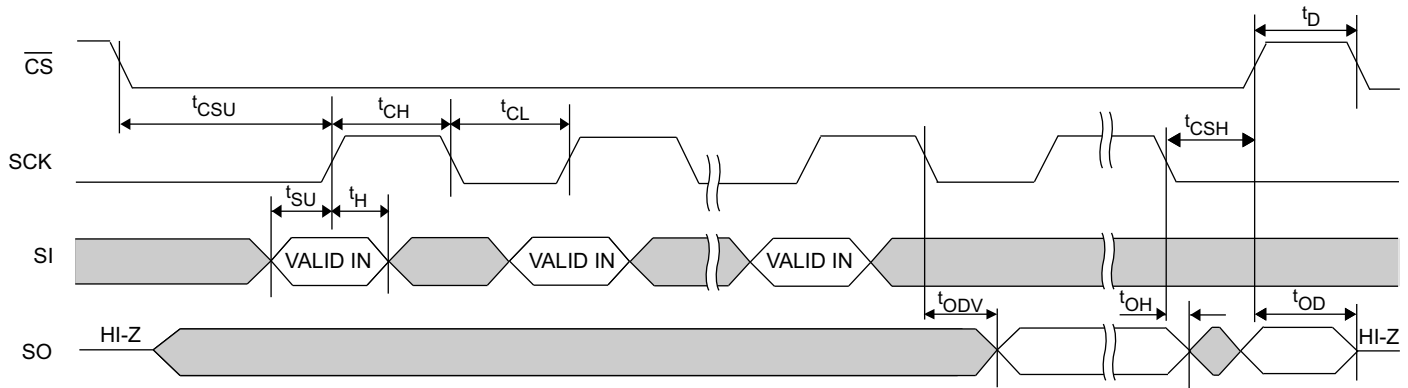 t_D
C̅S̅
t_CSU
t_CH
t_CL
t_CSH
SCK
t_SU
t_H
SI
VALID IN
VALID IN
VALID IN
t_ODV
t_OH
t_OD
HI-Z
HI-Z
SO